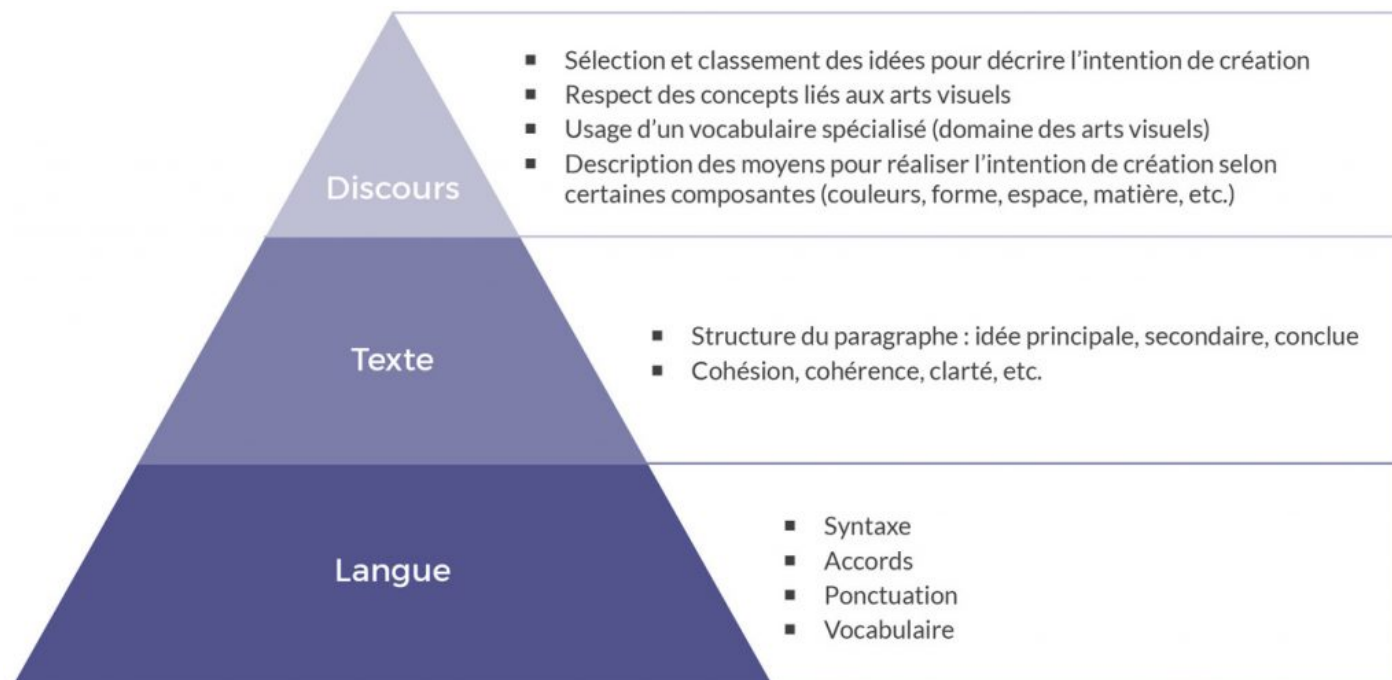 ▪ Sélection et classement des idées pour décrire l’intention de création
▪ Respect des concepts liés aux arts visuels
▪ Usage d’un vocabulaire spécialisé (domaine des arts visuels)
▪ Description des moyens pour réaliser l’intention de création selon
certaines composantes (couleurs, forme, espace, matière, etc.)
Discours
▪ Structure du paragraphe : idée principale, secondaire, conclue
▪ Cohésion, cohérence, clarté, etc.
Texte
▪ Syntaxe
▪ Accords
▪ Ponctuation
▪ Vocabulaire
Langue